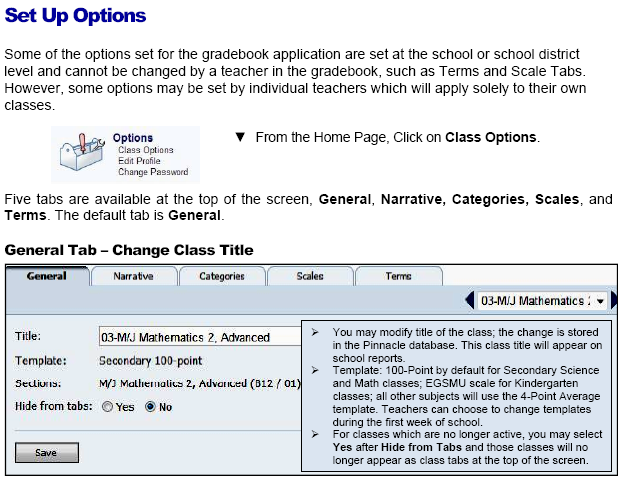 Set Up Options
Some of the options set for the gradebook application are set at the school or school district
level and cannot be changed by a teacher in the gradebook, such as Terms and Scale Tabs.
However, some options may be set by individual teachers which will apply solely to their own
classes.
Options
Class Options
Edit Profile
Change Password
▼ From the Home Page, Click on Class Options.
Five tabs are available at the top of the screen, General, Narrative, Categories, Scales, and
Terms. The default tab is General.
General Tab – Change Class Title
General Narrative Categories Scales Terms
03-M/J Mathematics :
Title: 03-M/J Mathematics 2, Advanced
Template: Secondary 100-point
Sections: M/J Mathematics 2, Advanced (B12 / 01)
Hide from tabs: Yes No
Save
➢ You may modify title of the class; the change is stored
in the Pinnacle database. This class title will appear on
school reports.
➢ Template: 100-Point by default for Secondary Science
and Math classes; EGSMU scale for Kindergarten
classes; all other subjects will use the 4-Point Average
template. Teachers can choose to change templates
during the first week of school.
➢ For classes which are no longer active, you may select
Yes after Hide from Tabs and those classes will no
longer appear as class tabs at the top of the screen.